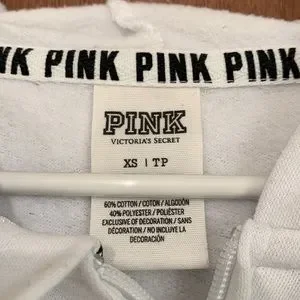 NK PINK PINK PINK
PINK
VICTORIA'S SECRET
XS | TP
60% COTTON / COTON / ALGODÓN
40% POLYESTER / POLIÉSTER
EXCLUSIVE OF DECORATION / SANS
DÉCORATION / NO INCLUYE LA
DECORACIÓN